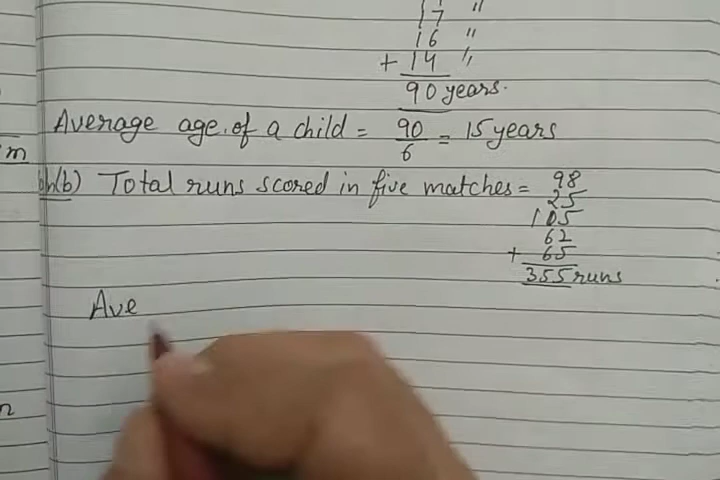 17 "
16 "
+ 14 "
90 years.
Average age of a child = 90/6 = 15 years
m
(b) Total runs scored in five matches = 98
25
105
62
+ 65
355 runs
Ave
n